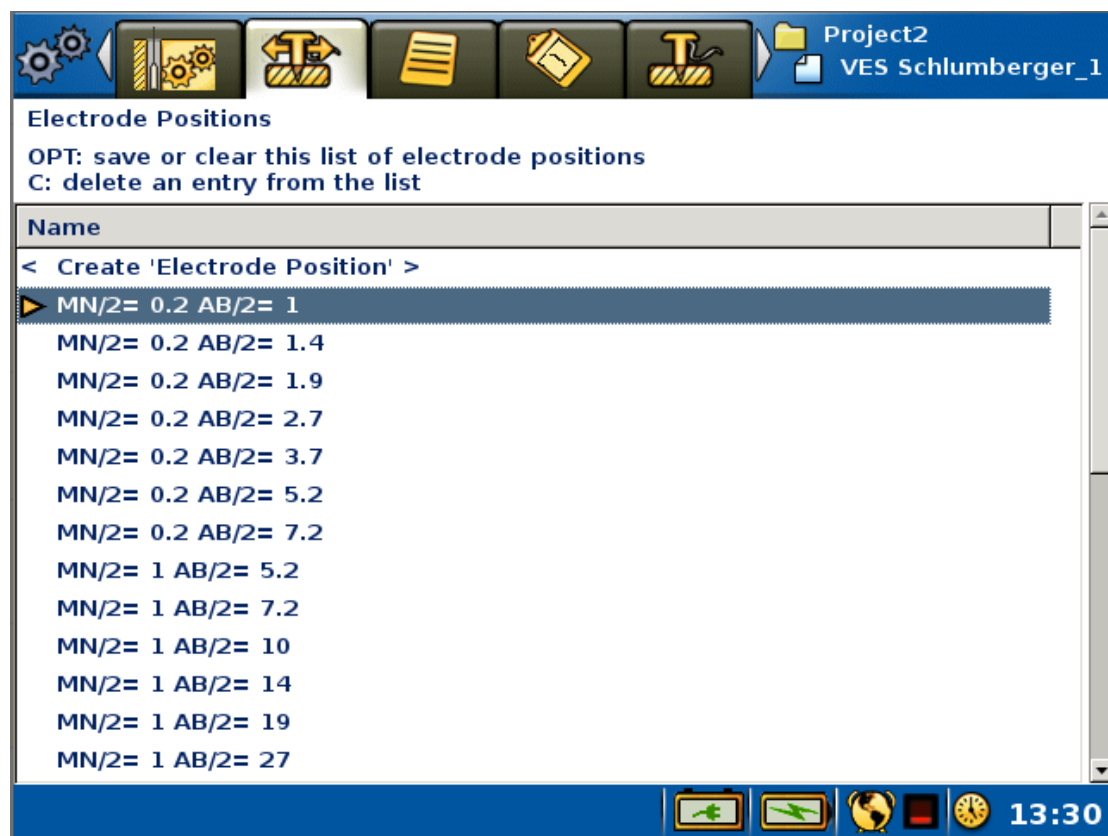 Project2
VES Schlumberger_1
Electrode Positions
OPT: save or clear this list of electrode positions
C: delete an entry from the list
Name
< Create 'Electrode Position' >
MN/2= 0.2 AB/2= 1
MN/2= 0.2 AB/2= 1.4
MN/2= 0.2 AB/2= 1.9
MN/2= 0.2 AB/2= 2.7
MN/2= 0.2 AB/2= 3.7
MN/2= 0.2 AB/2= 5.2
MN/2= 0.2 AB/2= 7.2
MN/2= 1 AB/2= 5.2
MN/2= 1 AB/2= 7.2
MN/2= 1 AB/2= 10
MN/2= 1 AB/2= 14
MN/2= 1 AB/2= 19
MN/2= 1 AB/2= 27
13:30